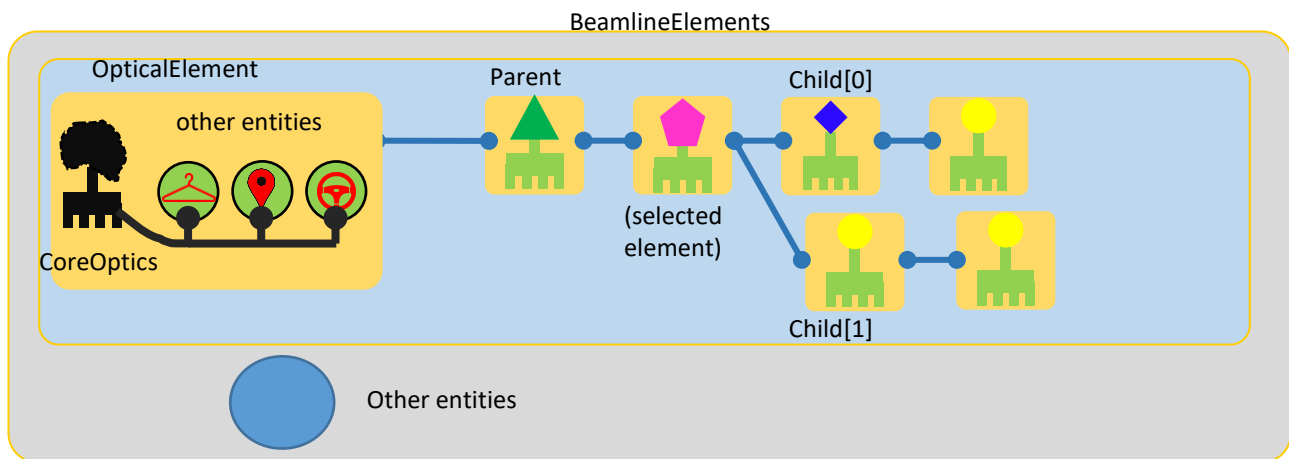 BeamlineElements
OpticalElement
Parent
Child[0]
other entities
(selected
element)
CoreOptics
Child[1]
Other entities